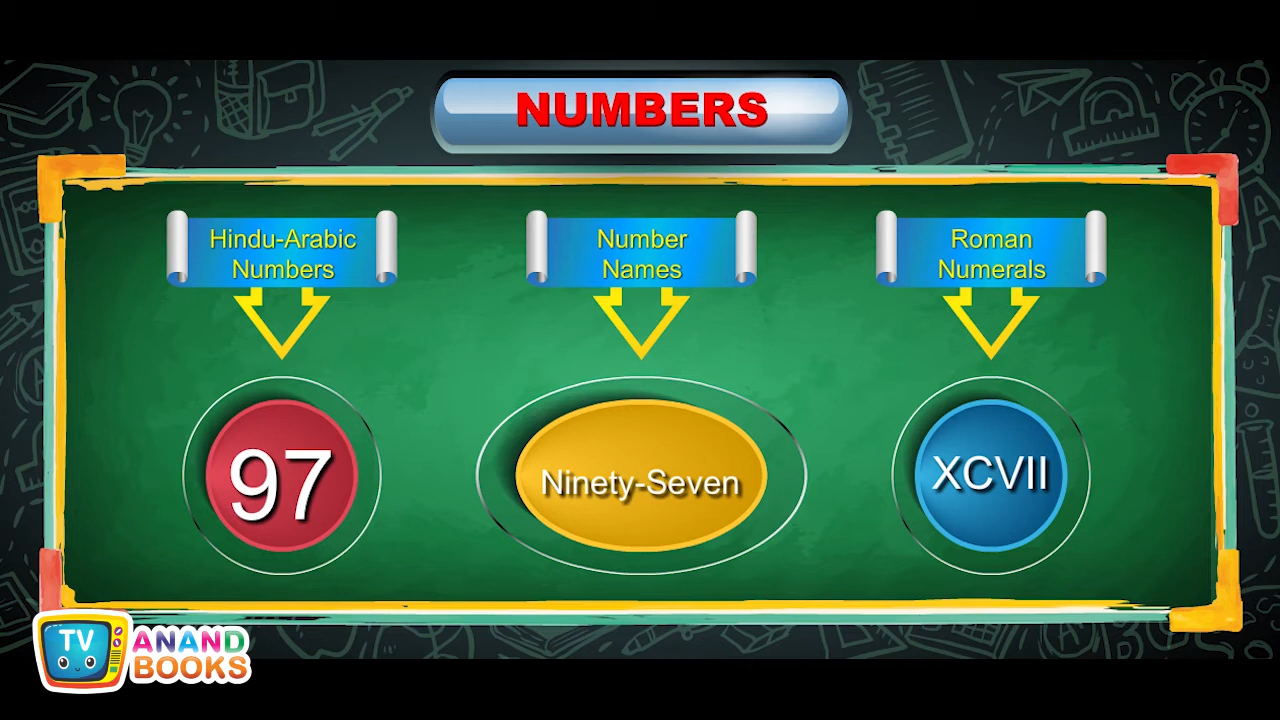 NUMBERS
Hindu-Arabic
Numbers
Number
Names
Roman
Numerals
97
Ninety-Seven
XCVII
TV
ANAND
BOOKS